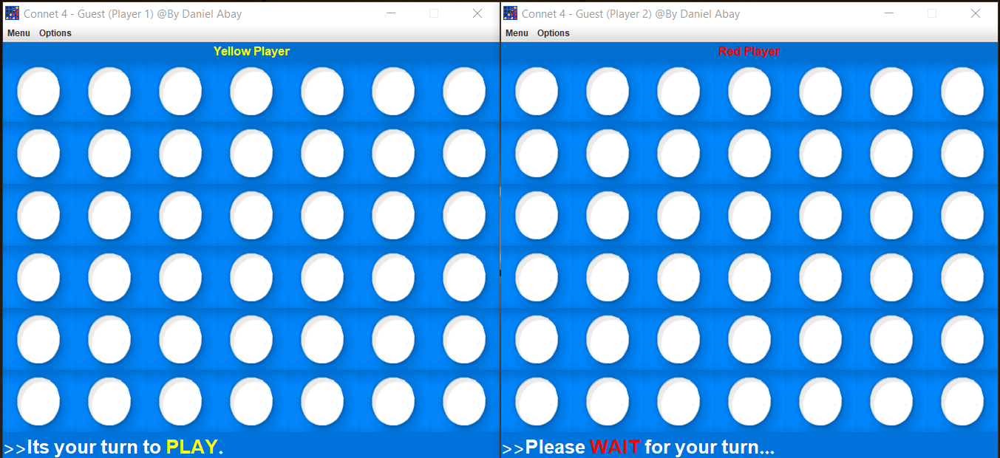 Connet 4 - Guest (Player 1) @By Daniel Abay
Menu Options
Yellow Player
>>Its your turn to PLAY.
Connet 4 - Guest (Player 2) @By Daniel Abay
Menu Options
Red Player
>>Please WAIT for your turn...